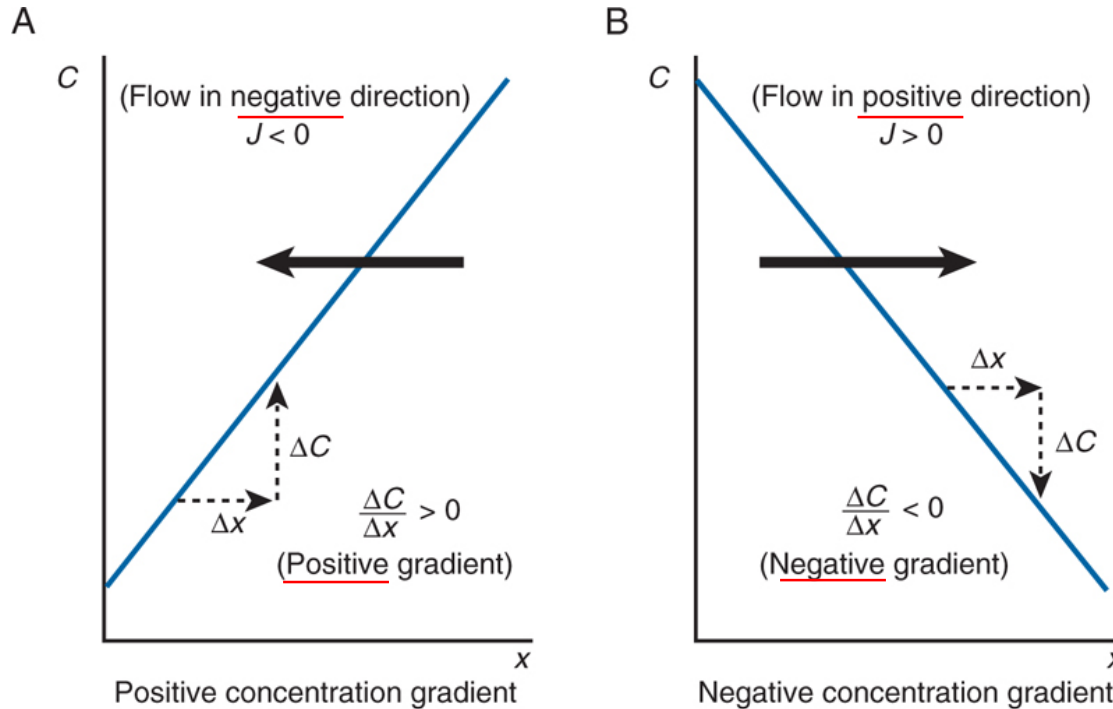 A
C
(Flow in negative direction)
J < 0
ΔC
Δx
ΔC/Δx > 0
(Positive gradient)
x
Positive concentration gradient
B
C
(Flow in positive direction)
J > 0
Δx
ΔC
ΔC/Δx < 0
(Negative gradient)
x
Negative concentration gradient